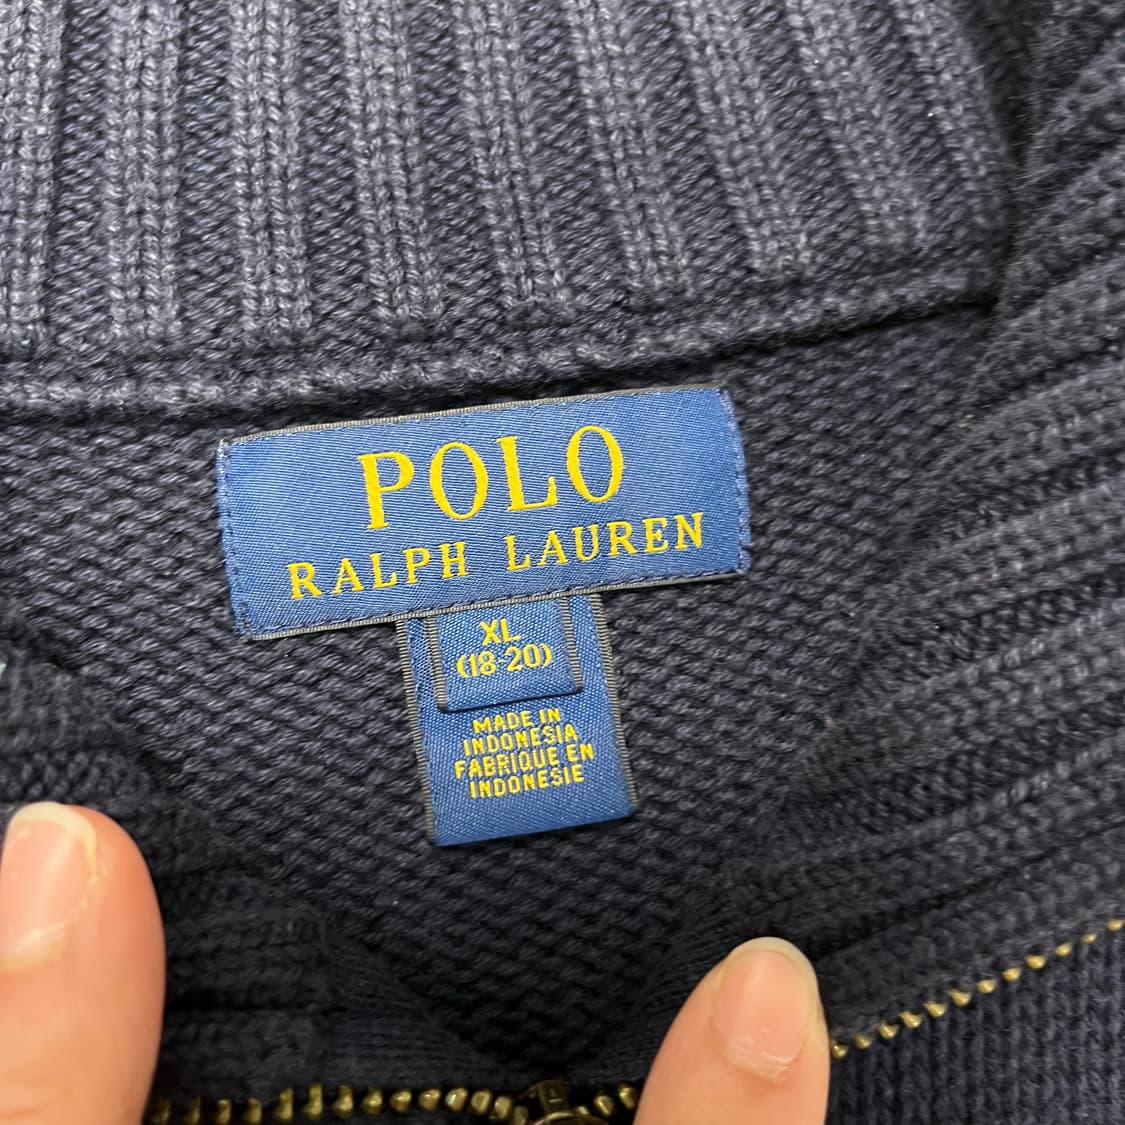 POLO
RALPH LAUREN
XL
(18-20)
MADE IN
INDONESIA
FABRIQUE EN
INDONESIE